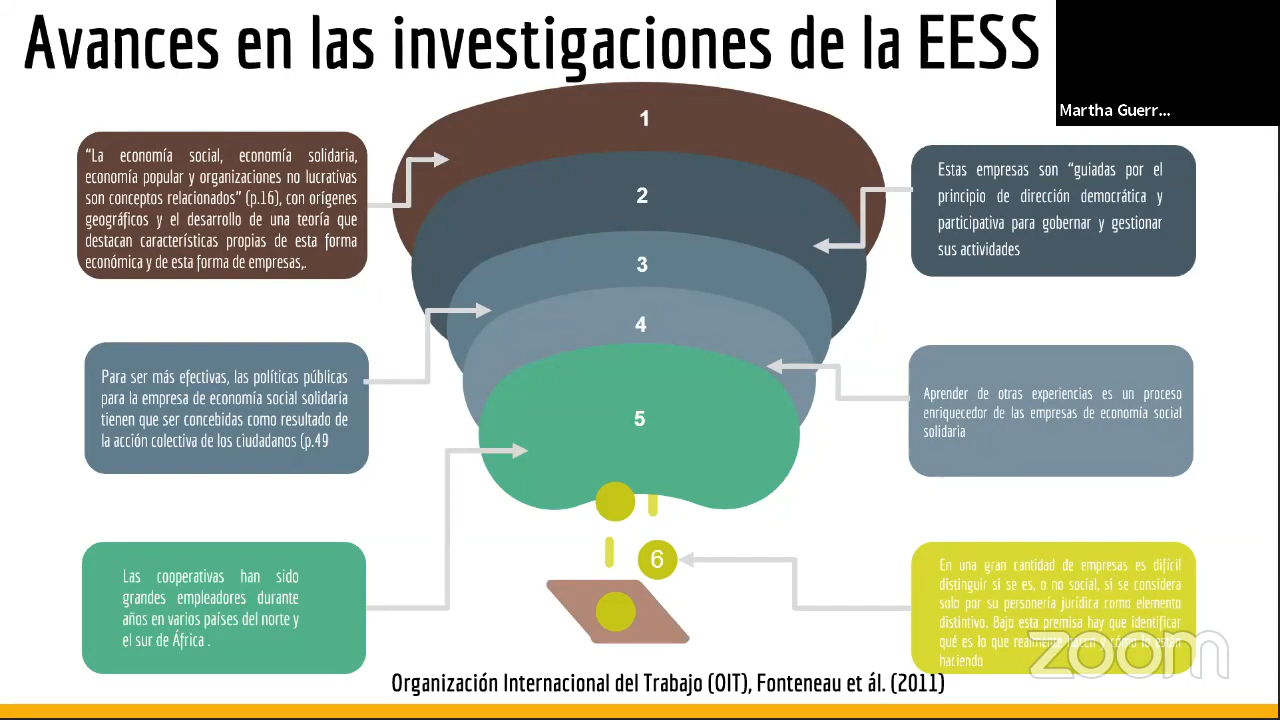 Avances en las investigaciones de la EESS
Martha Guerr...
1
“La economía social, economía solidaria,
economía popular y organizaciones no lucrativas
son conceptos relacionados” (p.16), con orígenes
geográficos y el desarrollo de una teoría que
destacan características propias de esta forma
económica y de esta forma de empresas,.
2
Estas empresas son “guiadas por el
principio de dirección democrática y
participativa para gobernar y gestionar
sus actividades
3
Para ser más efectivas, las políticas públicas
para la empresa de economía social solidaria
tienen que ser concebidas como resultado de
la acción colectiva de los ciudadanos (p.49
4
Aprender de otras experiencias es un proceso
enriquecedor de las empresas de economía social
solidaria
5
Las cooperativas han sido
grandes empleadores durante
años en varios países del norte y
el sur de África .
6
En una gran cantidad de empresas es difícil
distinguir si se es, o no social, si se considera
solo por su personería jurídica como elemento
distintivo. Bajo esta premisa hay que identificar
qué es lo que realmente hacen y cómo lo están
haciendo
zoom
Organización Internacional del Trabajo (OIT), Fonteneau et ál. (2011)